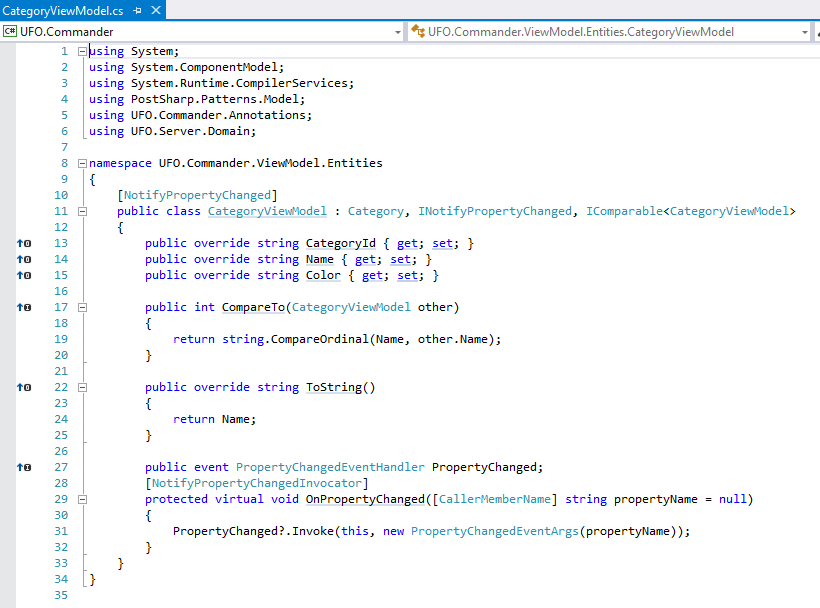 CategoryViewModel.cs
C# UFO.Commander UFO.Commander.ViewModel.Entities.CategoryViewModel
1 using System;
2 using System.ComponentModel;
3 using System.Runtime.CompilerServices;
4 using PostSharp.Patterns.Model;
5 using UFO.Commander.Annotations;
6 using UFO.Server.Domain;
7
8 namespace UFO.Commander.ViewModel.Entities
9 {
10     [NotifyPropertyChanged]
11     public class CategoryViewModel : Category, INotifyPropertyChanged, IComparable<CategoryViewModel>
12     {
13         public override string CategoryId { get; set; }
14         public override string Name { get; set; }
15         public override string Color { get; set; }
16
17         public int CompareTo(CategoryViewModel other)
18         {
19             return string.CompareOrdinal(Name, other.Name);
20         }
21
22         public override string ToString()
23         {
24             return Name;
25         }
26
27         public event PropertyChangedEventHandler PropertyChanged;
28         [NotifyPropertyChangedInvocator]
29         protected virtual void OnPropertyChanged([CallerMemberName] string propertyName = null)
30         {
31             PropertyChanged?.Invoke(this, new PropertyChangedEventArgs(propertyName));
32         }
33     }
34 }
35